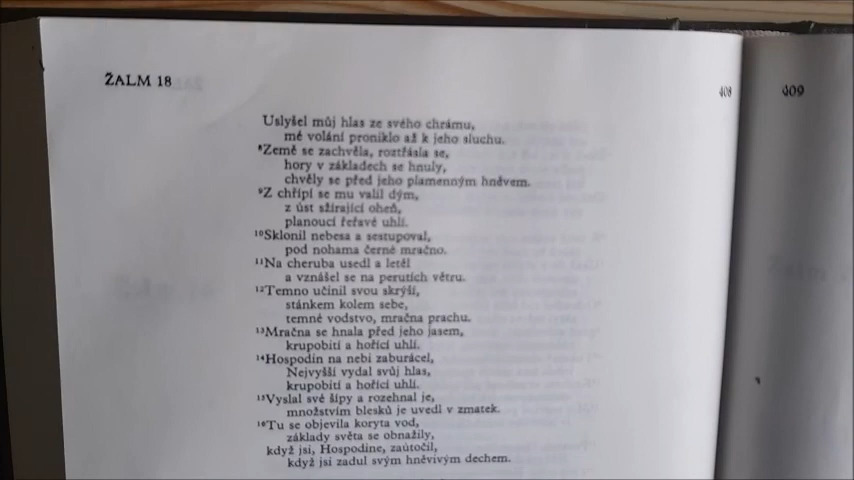 ŽALM 18
408
409
Uslyšel můj hlas ze svého chrámu,
mé volání proniklo až k jeho sluchu.
8Země se zachvěla, roztřásla se,
hory v základech se hnuly,
chvěly se před jeho plamenným hněvem.
9Z chřípí se mu valil dým,
z úst sžírající oheň,
planoucí řeřavé uhlí.
10Sklonil nebesa a sestupoval,
pod nohama černé mračno.
11Na cheruba usedl a letěl
a vznášel se na perutích větru.
12Temno učinil svou skrýší,
stánkem kolem sebe,
temné vodstvo, mračna prachu.
13Mračna se hnala před jeho jasem,
krupobití a hořící uhlí.
14Hospodin na nebi zaburácel,
Nejvyšší vydal svůj hlas,
krupobití a hořící uhlí.
15Vyslal své šípy a rozehnal je,
množstvím blesků je uvedl v zmatek.
16Tu se objevila koryta vod,
základy světa se obnažily,
když jsi, Hospodine, zaútočil,
když jsi zadul svým hněvivým dechem.